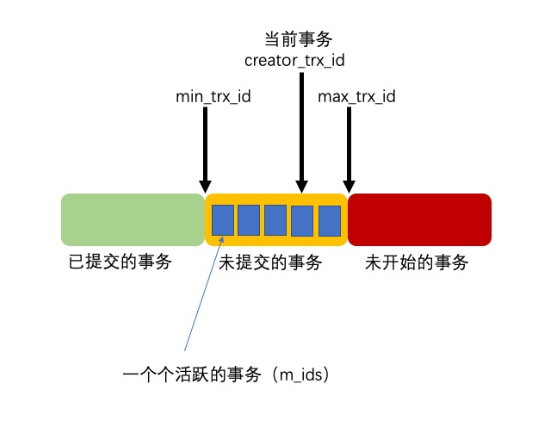 当前事务
creator_trx_id
min_trx_id
max_trx_id
已提交的事务
未提交的事务
未开始的事务
一个个活跃的事务（m_ids）